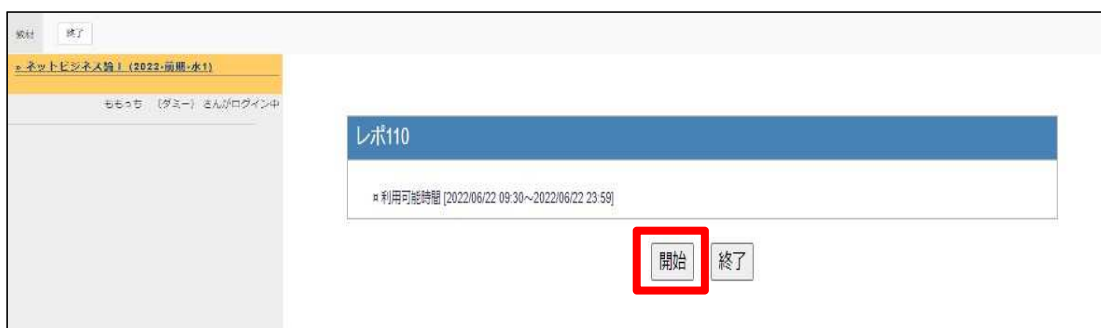 教材 終了
» ネットビジネス論Ⅰ (2022-前期-水1)
ももっち (ダミー) さんがログイン中
レポ110
¤ 利用可能時間 [2022/06/22 09:30～2022/06/22 23:59]
開始 終了